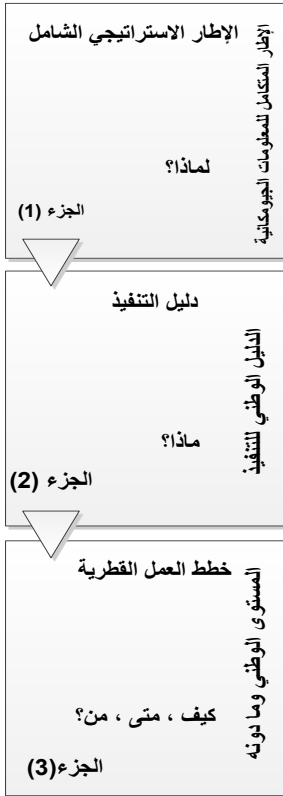 الإطار الاستراتيجي الشامل
الإطار المتكامل للمعلومات الجيومكانية
لماذا؟
الجزء (1)
دليل التنفيذ
الدليل الوطني للتنفيذ
ماذا؟
الجزء (2)
خطط العمل القطرية
المستوى الوطني وما دونه
كيف ، متى ، من؟
الجزء(3)